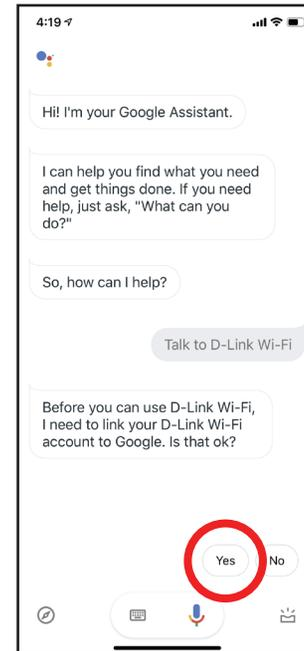 4:19
Hi! I'm your Google Assistant.
I can help you find what you need
and get things done. If you need
help, just ask, "What can you
do?"
So, how can I help?
Talk to D-Link Wi-Fi
Before you can use D-Link Wi-Fi,
I need to link your D-Link Wi-Fi
account to Google. Is that ok?
Yes No